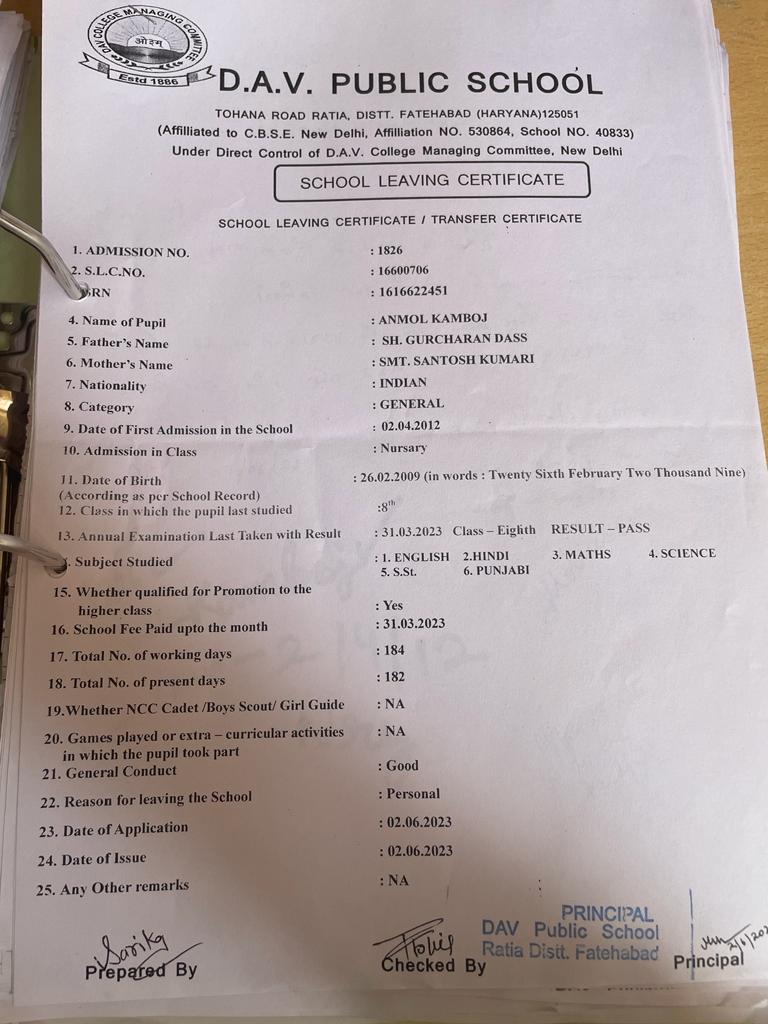 DAV COLLEGE MANAGING COMMITTEE
ओ३म्
Estd 1886
D.A.V. PUBLIC SCHOOL
TOHANA ROAD RATIA, DISTT. FATEHABAD (HARYANA)125051
(Affilliated to C.B.S.E. New Delhi, Affilliation NO. 530864, School NO. 40833)
Under Direct Control of D.A.V. College Managing Committee, New Delhi
SCHOOL LEAVING CERTIFICATE
SCHOOL LEAVING CERTIFICATE / TRANSFER CERTIFICATE
1. ADMISSION NO. : 1826
2. S.L.C.NO. : 16600706
SRN : 1616622451
4. Name of Pupil : ANMOL KAMBOJ
5. Father's Name : SH. GURCHARAN DASS
6. Mother's Name : SMT. SANTOSH KUMARI
7. Nationality : INDIAN
8. Category : GENERAL
9. Date of First Admission in the School : 02.04.2012
10. Admission in Class : Nursary
11. Date of Birth : 26.02.2009 (in words : Twenty Sixth February Two Thousand Nine)
(According as per School Record)
12. Class in which the pupil last studied :8th
13. Annual Examination Last Taken with Result : 31.03.2023 Class – Eighth RESULT – PASS
. Subject Studied : 1. ENGLISH 2.HINDI 3. MATHS 4. SCIENCE
5. S.St. 6. PUNJABI
15. Whether qualified for Promotion to the
higher class : Yes
16. School Fee Paid upto the month : 31.03.2023
17. Total No. of working days : 184
18. Total No. of present days : 182
19.Whether NCC Cadet /Boys Scout/ Girl Guide : NA
20. Games played or extra – curricular activities : NA
in which the pupil took part
21. General Conduct : Good
22. Reason for leaving the School : Personal
23. Date of Application : 02.06.2023
24. Date of Issue : 02.06.2023
25. Any Other remarks : NA
Sarika
Prepared By
Checked By
PRINCIPAL
DAV Public School
Ratia Distt. Fatehabad
Principal